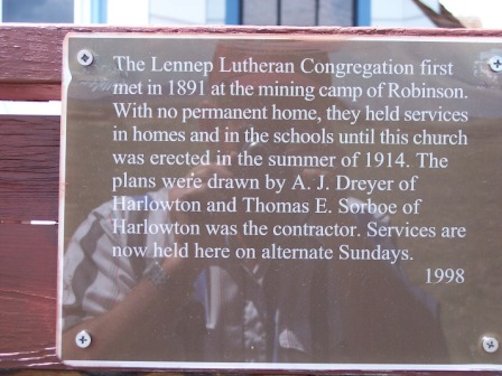 The Lennep Lutheran Congregation first
met in 1891 at the mining camp of Robinson.
With no permanent home, they held services
in homes and in the schools until this church
was erected in the summer of 1914. The
plans were drawn by A. J. Dreyer of
Harlowton and Thomas E. Sorboe of
Harlowton was the contractor. Services are
now held here on alternate Sundays.
1998